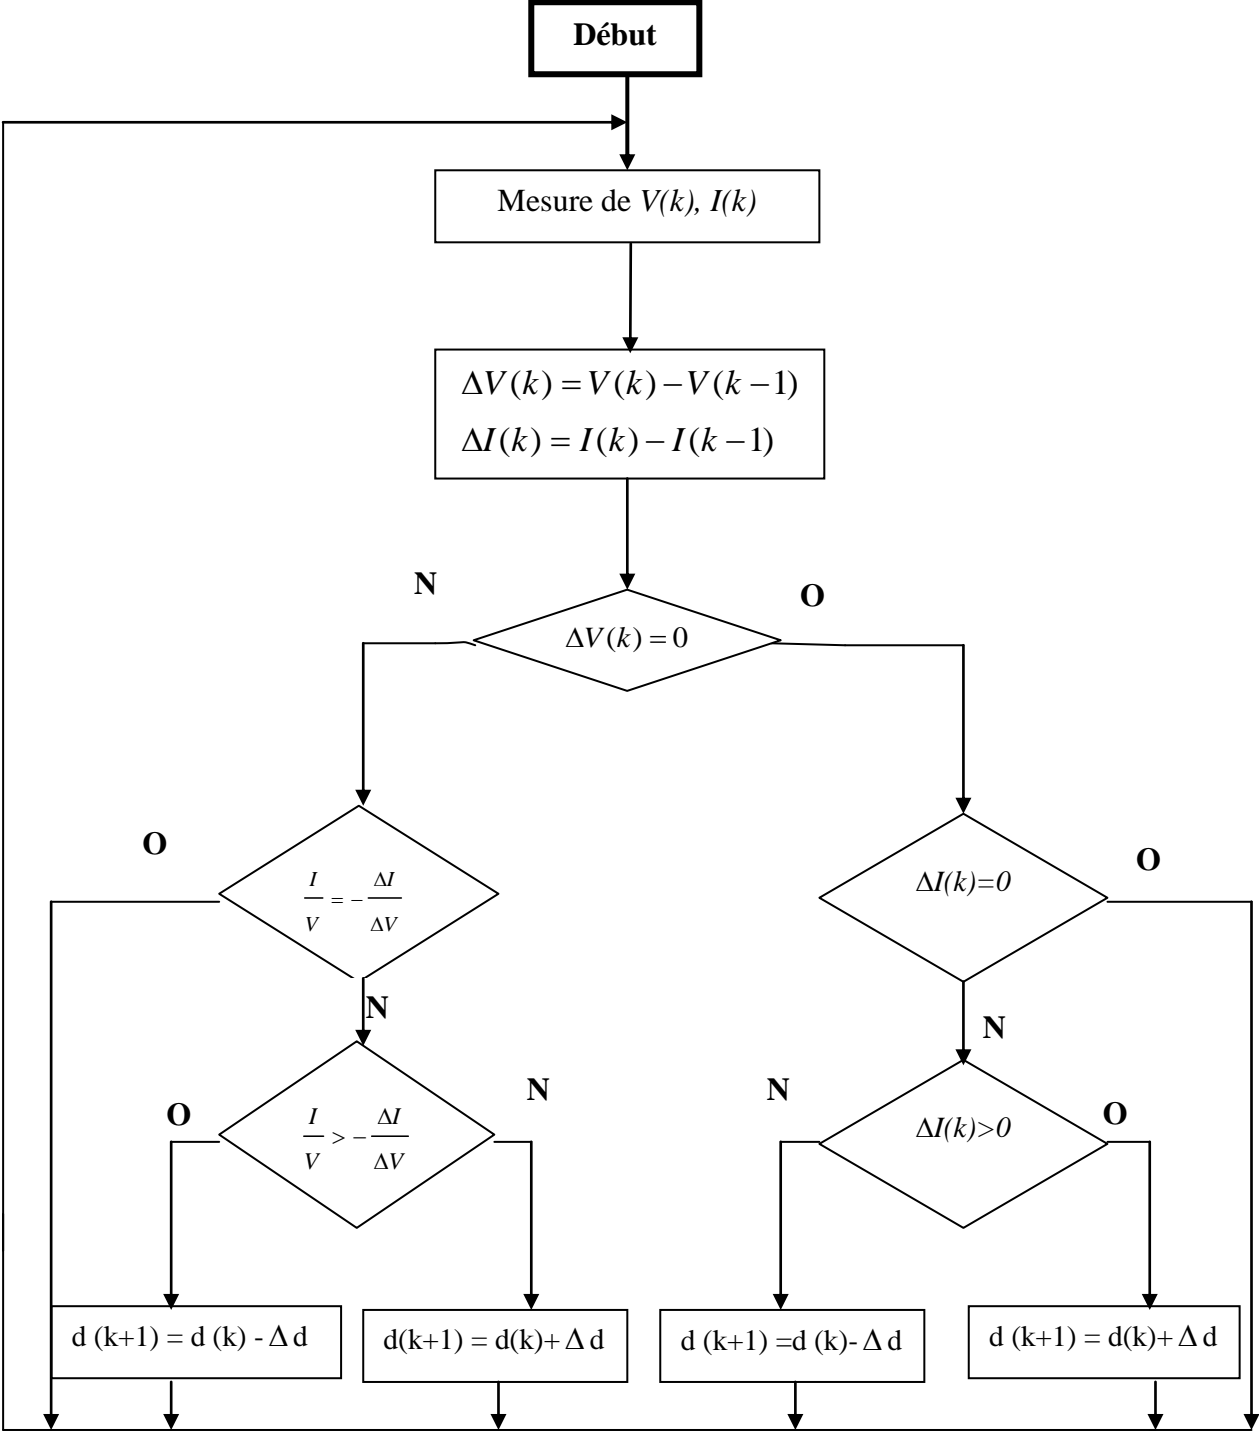 Début
Mesure de V(k), I(k)
ΔV(k) = V(k) − V(k − 1)
ΔI(k) = I(k) − I(k − 1)
N
O
ΔV(k) = 0
O
I/V = − ΔI/ΔV
ΔI(k)=0
O
N
N
O
I/V > − ΔI/ΔV
N
N
ΔI(k)>0
O
d (k+1) = d (k) - Δ d
d(k+1) = d(k)+ Δ d
d (k+1) =d (k)- Δ d
d (k+1) = d(k)+ Δ d